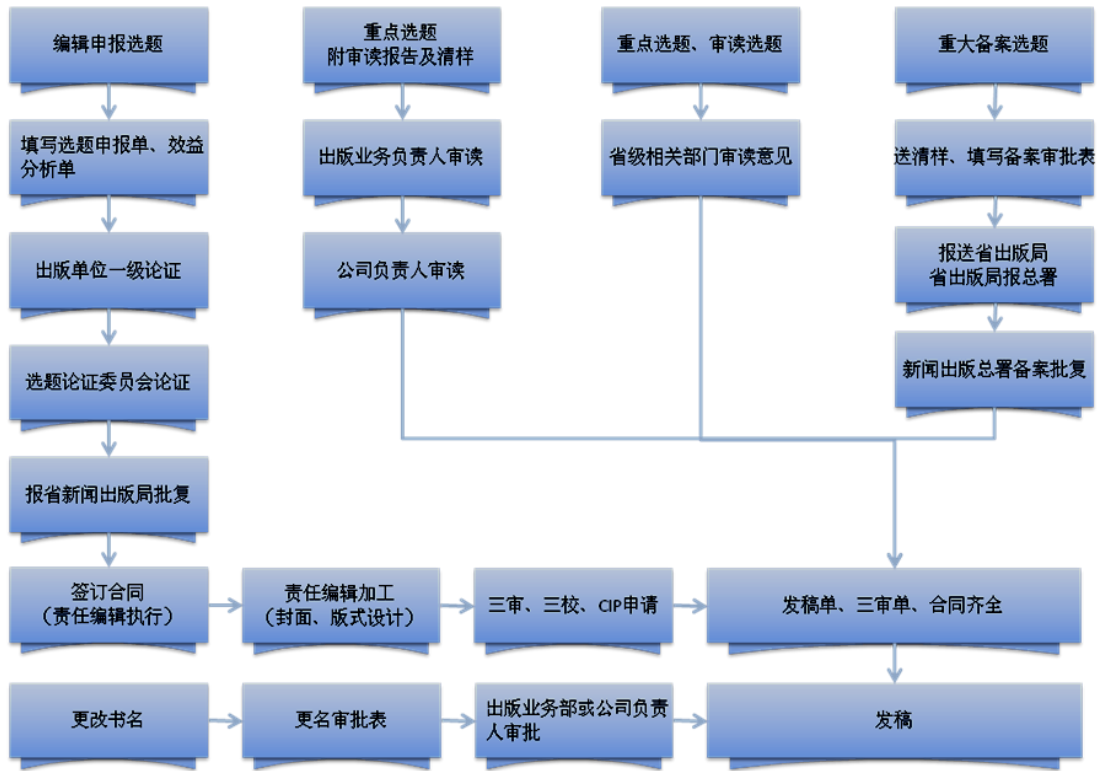 编辑申报选题
重点选题
附审读报告及清样
重点选题、审读选题
重大备案选题
填写选题申报单、效益
分析单
出版业务负责人审读
省级相关部门审读意见
送清样、填写备案审批表
出版单位一级论证
公司负责人审读
报送省出版局
省出版局报总署
选题论证委员会论证
新闻出版总署备案批复
报省新闻出版局批复
签订合同
（责任编辑执行）
责任编辑加工
（封面、版式设计）
三审、三校、CIP申请
发稿单、三审单、合同齐全
更改书名
更名审批表
出版业务部或公司负责
人审批
发稿